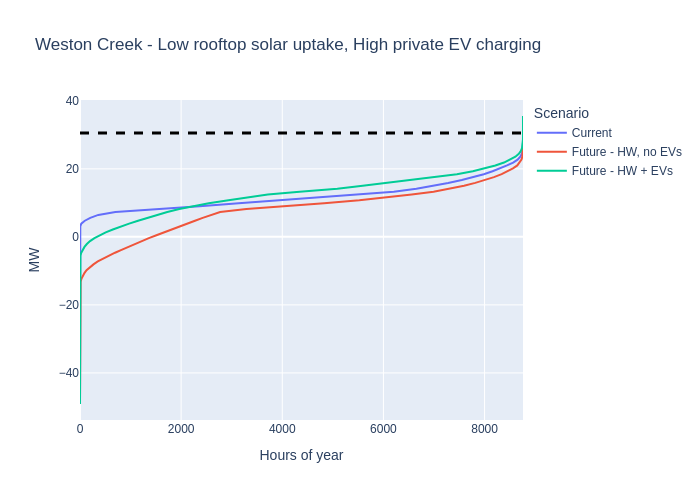 Weston Creek - Low rooftop solar uptake, High private EV charging
Scenario
Current
Future - HW, no EVs
Future - HW + EVs
MW
40
20
0
−20
−40
0
2000
4000
6000
8000
Hours of year